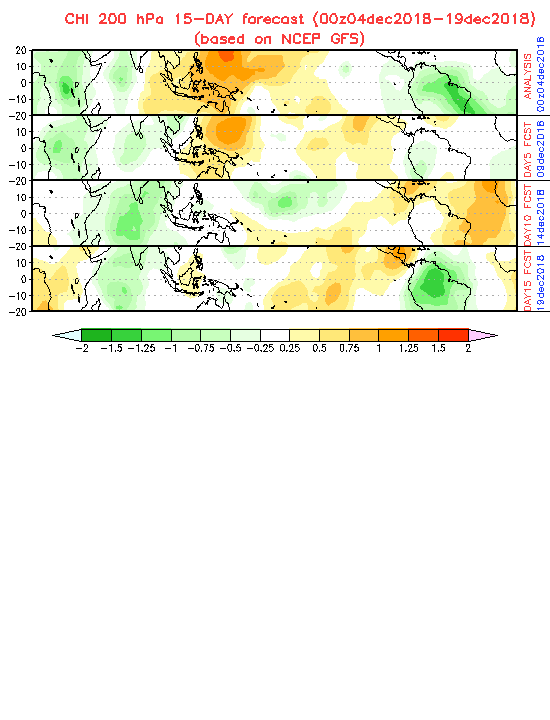 CHI 200 hPa 15-DAY forecast (00z04dec2018-19dec2018)
(based on NCEP GFS)
20
10
0
-10
-20
ANALYSIS
00z04dec2018
20
10
0
-10
-20
DAY5 FCST
09dec2018
20
10
0
-10
-20
DAY10 FCST
14dec2018
20
10
0
-10
-20
DAY15 FCST
19dec2018
-2 -1.5 -1.25 -1 -0.75 -0.5 -0.25 0.25 0.5 0.75 1 1.25 1.5 2